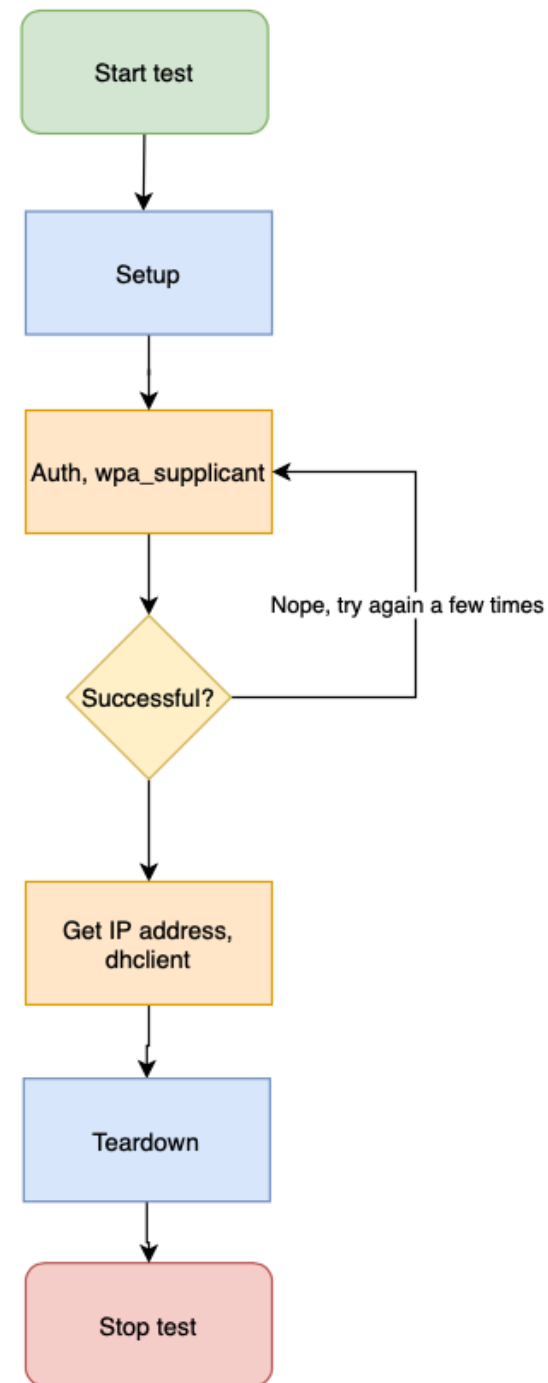 Start test
Setup
Auth, wpa_supplicant
Nope, try again a few times
Successful?
Get IP address,
dhclient
Teardown
Stop test